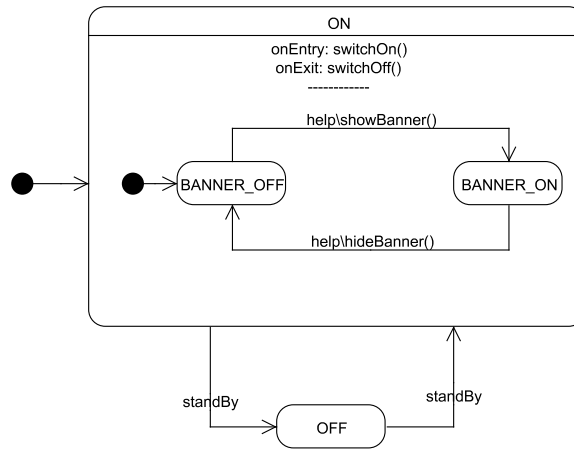 ON
onEntry: switchOn()
onExit: switchOff()
------------
help\showBanner()
BANNER_OFF
BANNER_ON
help\hideBanner()
standBy
standBy
OFF